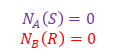 N_A(S) = 0
N_B(R) = 0